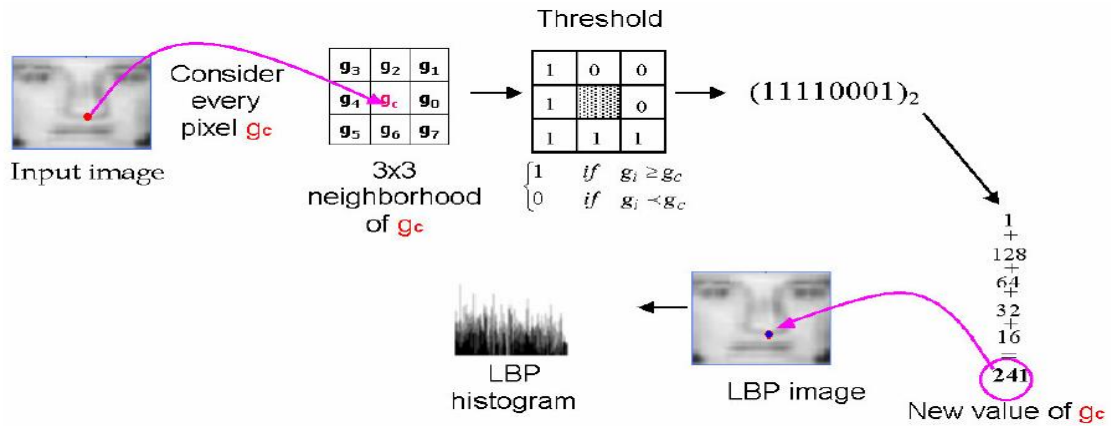 Threshold
Consider
every
pixel gc
Input image
g3 g2 g1
g4 gc g0
g5 g6 g7
3x3
neighborhood
of gc
1 0 0
1 0
1 1 1
{1 if gi ≥ gc
0 if gi ≺ gc
(11110001)2
1
+
128
+
64
+
32
+
16
=
241
New value of gc
LBP image
LBP
histogram